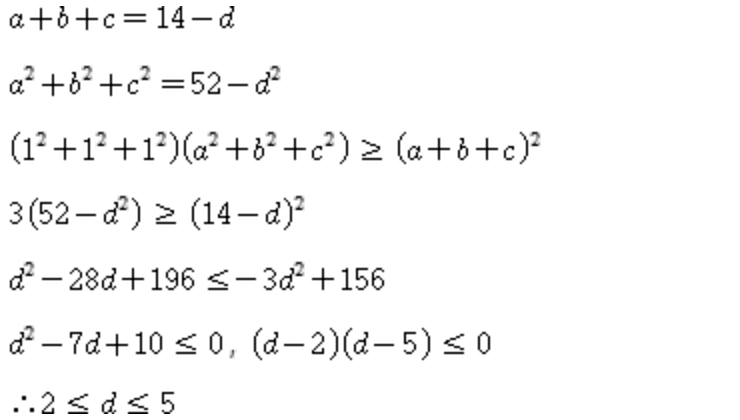 a+b+c=14−d
a²+b²+c²=52−d²
(1²+1²+1²)(a²+b²+c²) ≥ (a+b+c)²
3(52−d²) ≥ (14−d)²
d²−28d+196 ≤−3d²+156
d²−7d+10 ≤ 0, (d−2)(d−5) ≤ 0
∴2 ≤ d ≤ 5